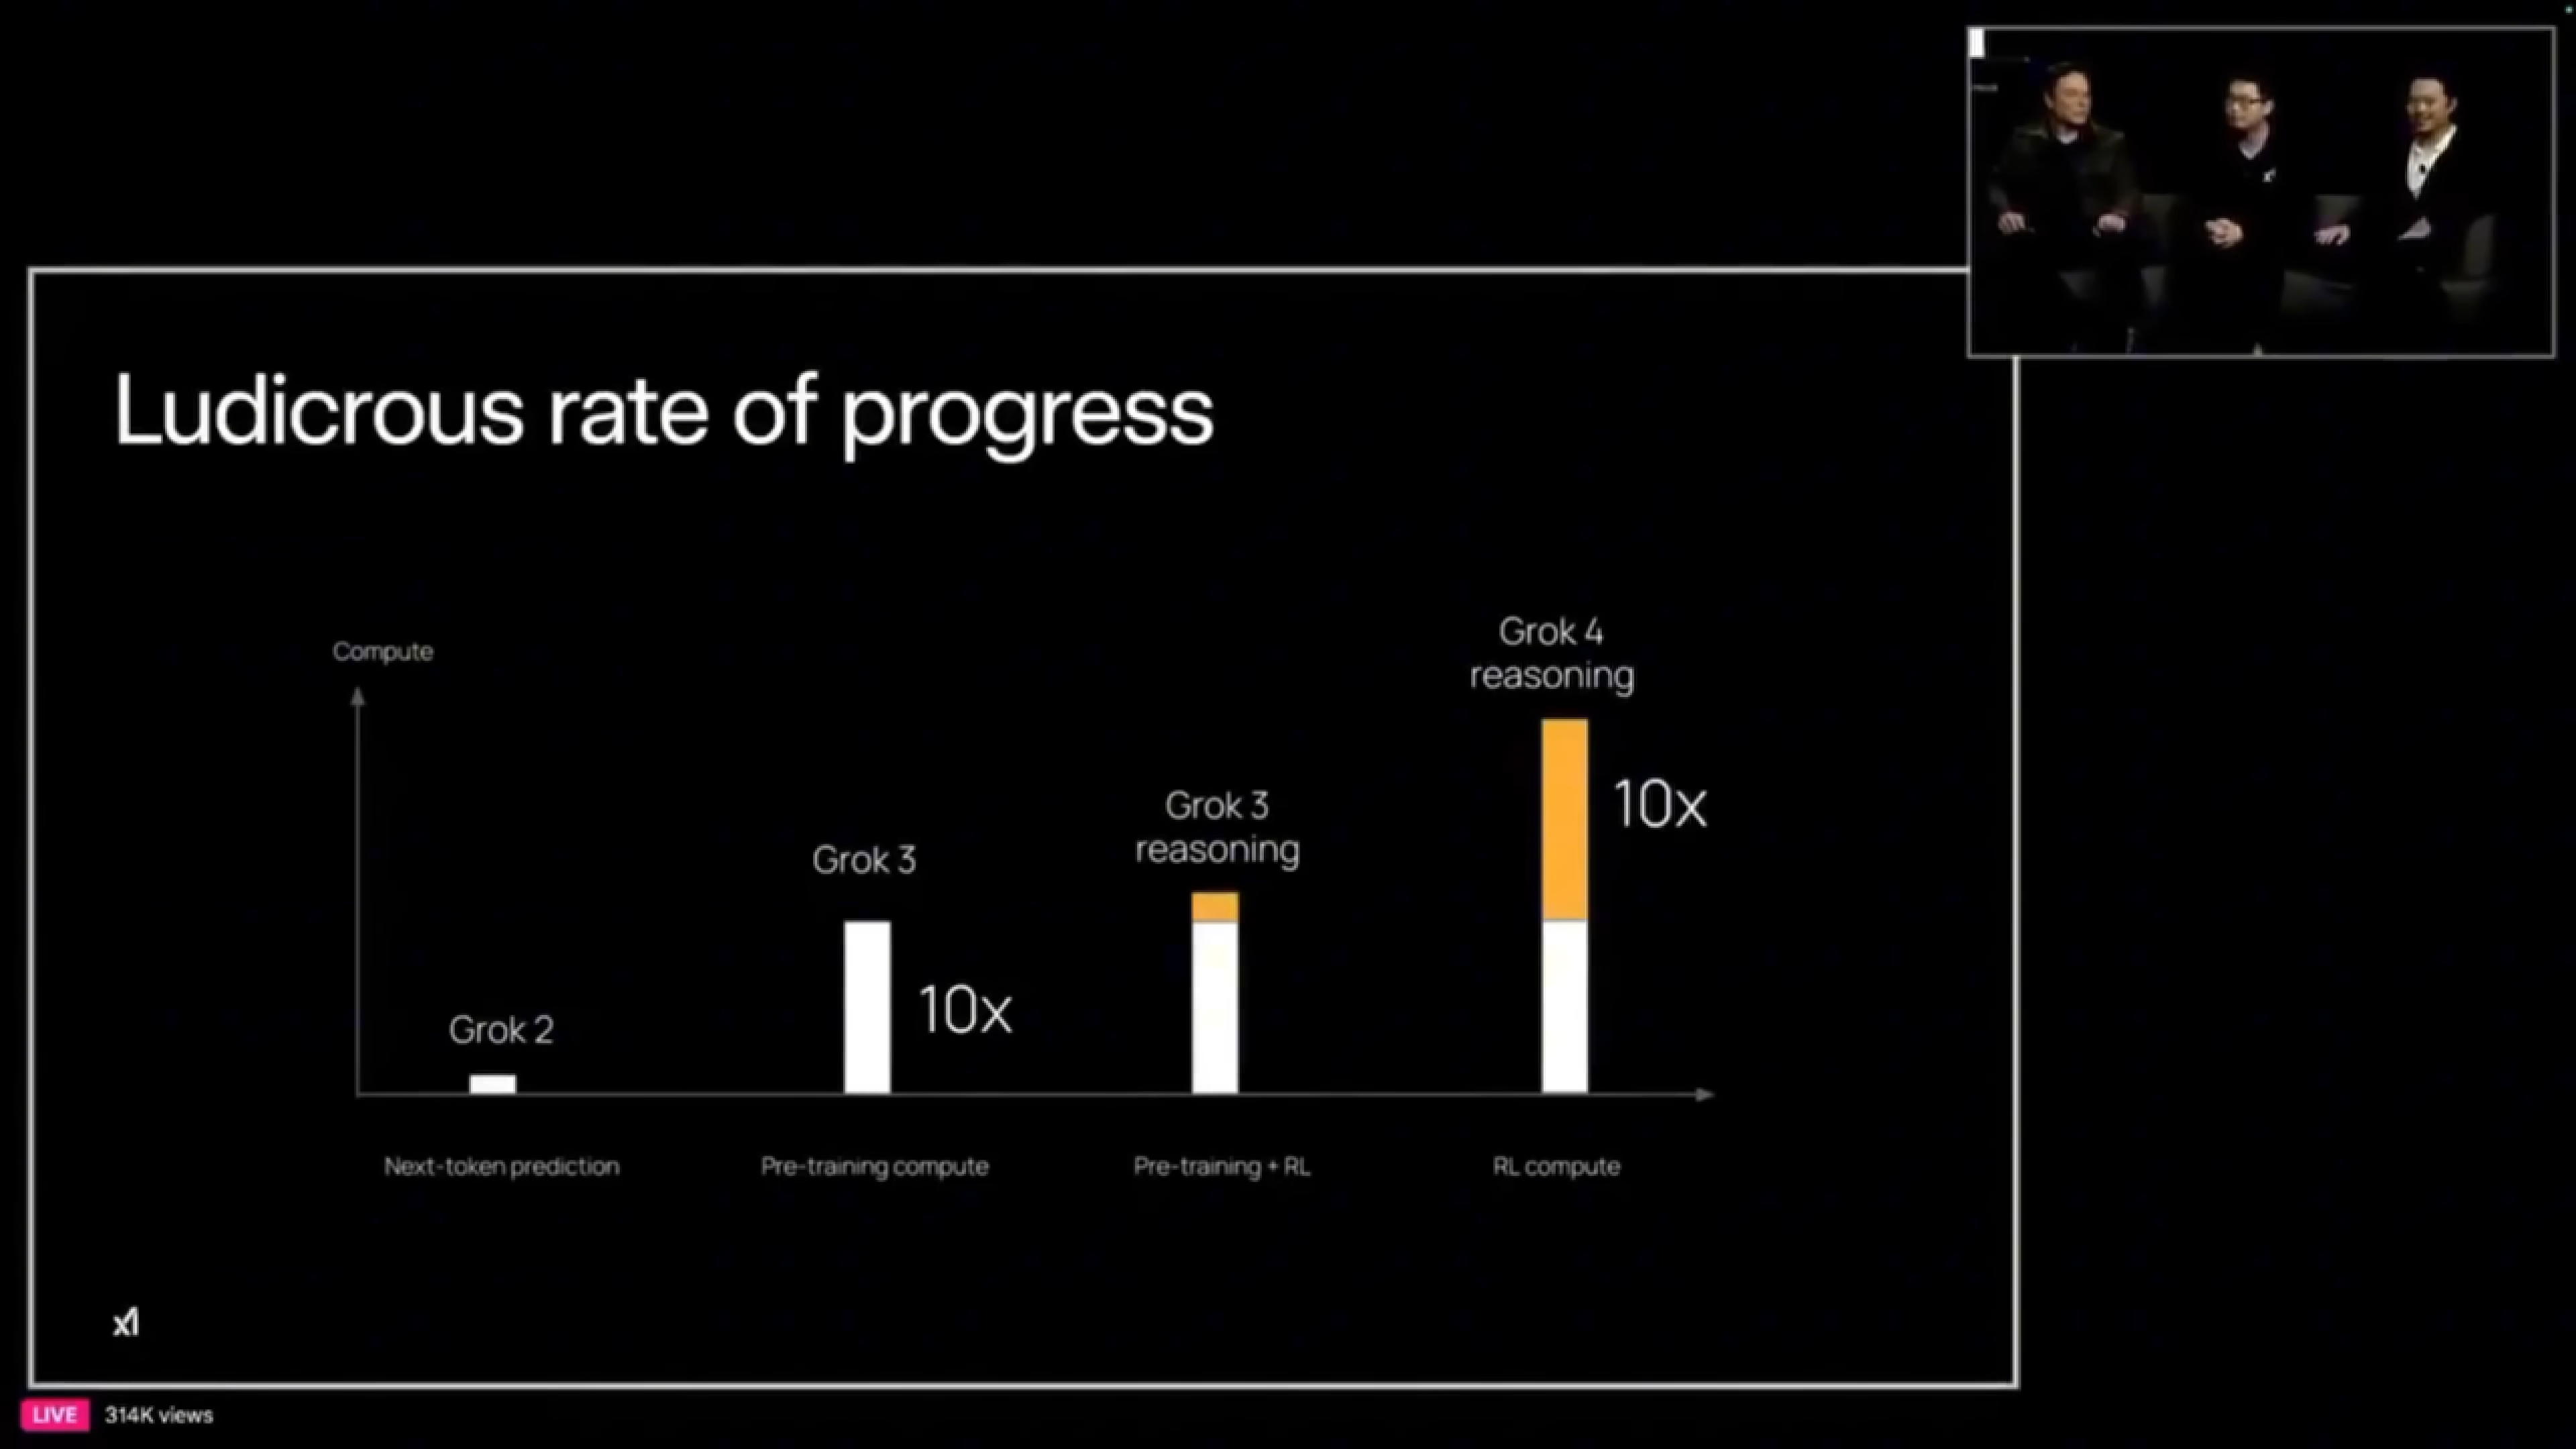 Ludicrous rate of progress
Compute
Grok 2
Grok 3
10x
Grok 3
reasoning
Grok 4
reasoning
10x
Next-token prediction
Pre-training compute
Pre-training + RL
RL compute
xI
LIVE 314K views